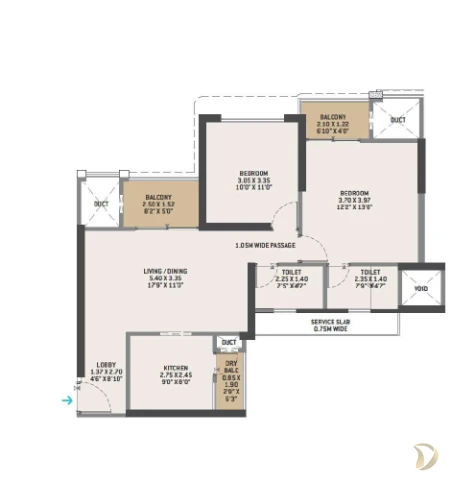 BALCONY
2.10 X 1.22
6'10" X 4'0"
DUCT
BEDROOM
3.05 X 3.35
10'0" X 11'0"
BEDROOM
3.70 X 3.97
12'2" X 13'0"
DUCT
BALCONY
2.50 X 1.52
8'2" X 5'0"
1.05M WIDE PASSAGE
LIVING / DINING
5.40 X 3.35
17'9" X 11'0"
TOILET
2.25 X 1.40
7'5" X 4'7"
TOILET
2.35 X 1.40
7'9" X 4'7"
VOID
SERVICE SLAB
0.75M WIDE
DUCT
LOBBY
1.37 X 2.70
4'6" X 8'10"
KITCHEN
2.75 X 2.45
9'0" X 8'0"
DRY
BALC
0.85 X
1.90
2'9" X
6'3"